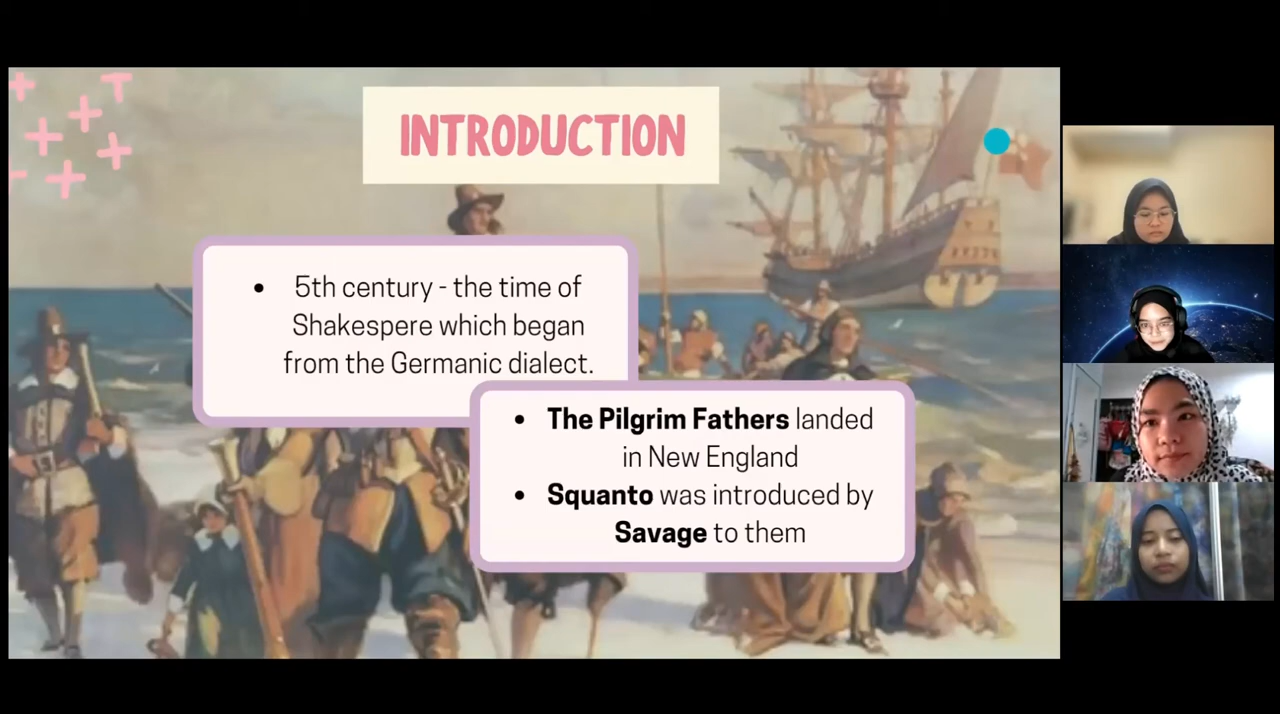 INTRODUCTION
• 5th century - the time of
Shakespere which began
from the Germanic dialect.
• The Pilgrim Fathers landed
in New England
• Squanto was introduced by
Savage to them